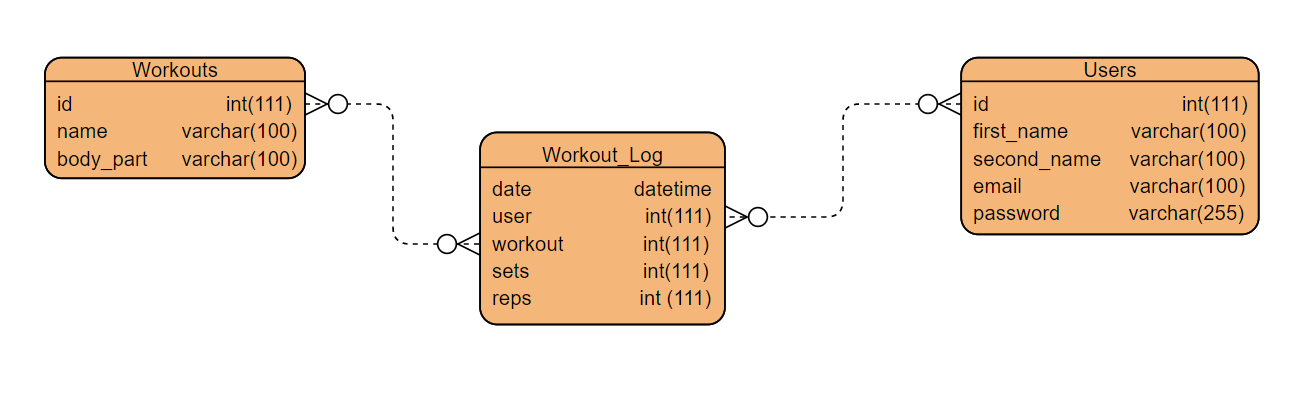 Workouts
id int(111)
name varchar(100)
body_part varchar(100)
Workout_Log
date datetime
user int(111)
workout int(111)
sets int(111)
reps int (111)
Users
id int(111)
first_name varchar(100)
second_name varchar(100)
email varchar(100)
password varchar(255)